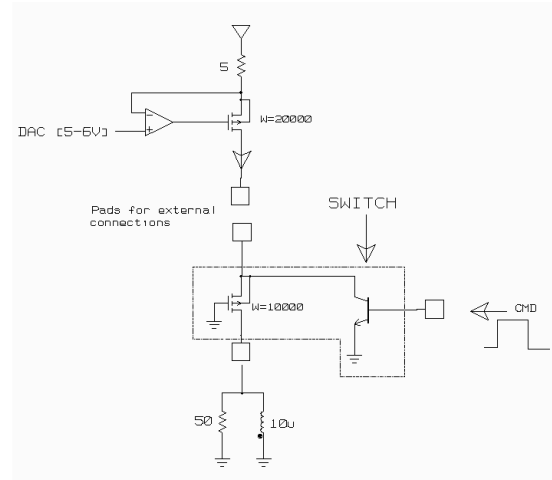 5
W=20000
DAC [5-6V]
Pads for external
connections
SWITCH
W=10000
CMD
50
10u